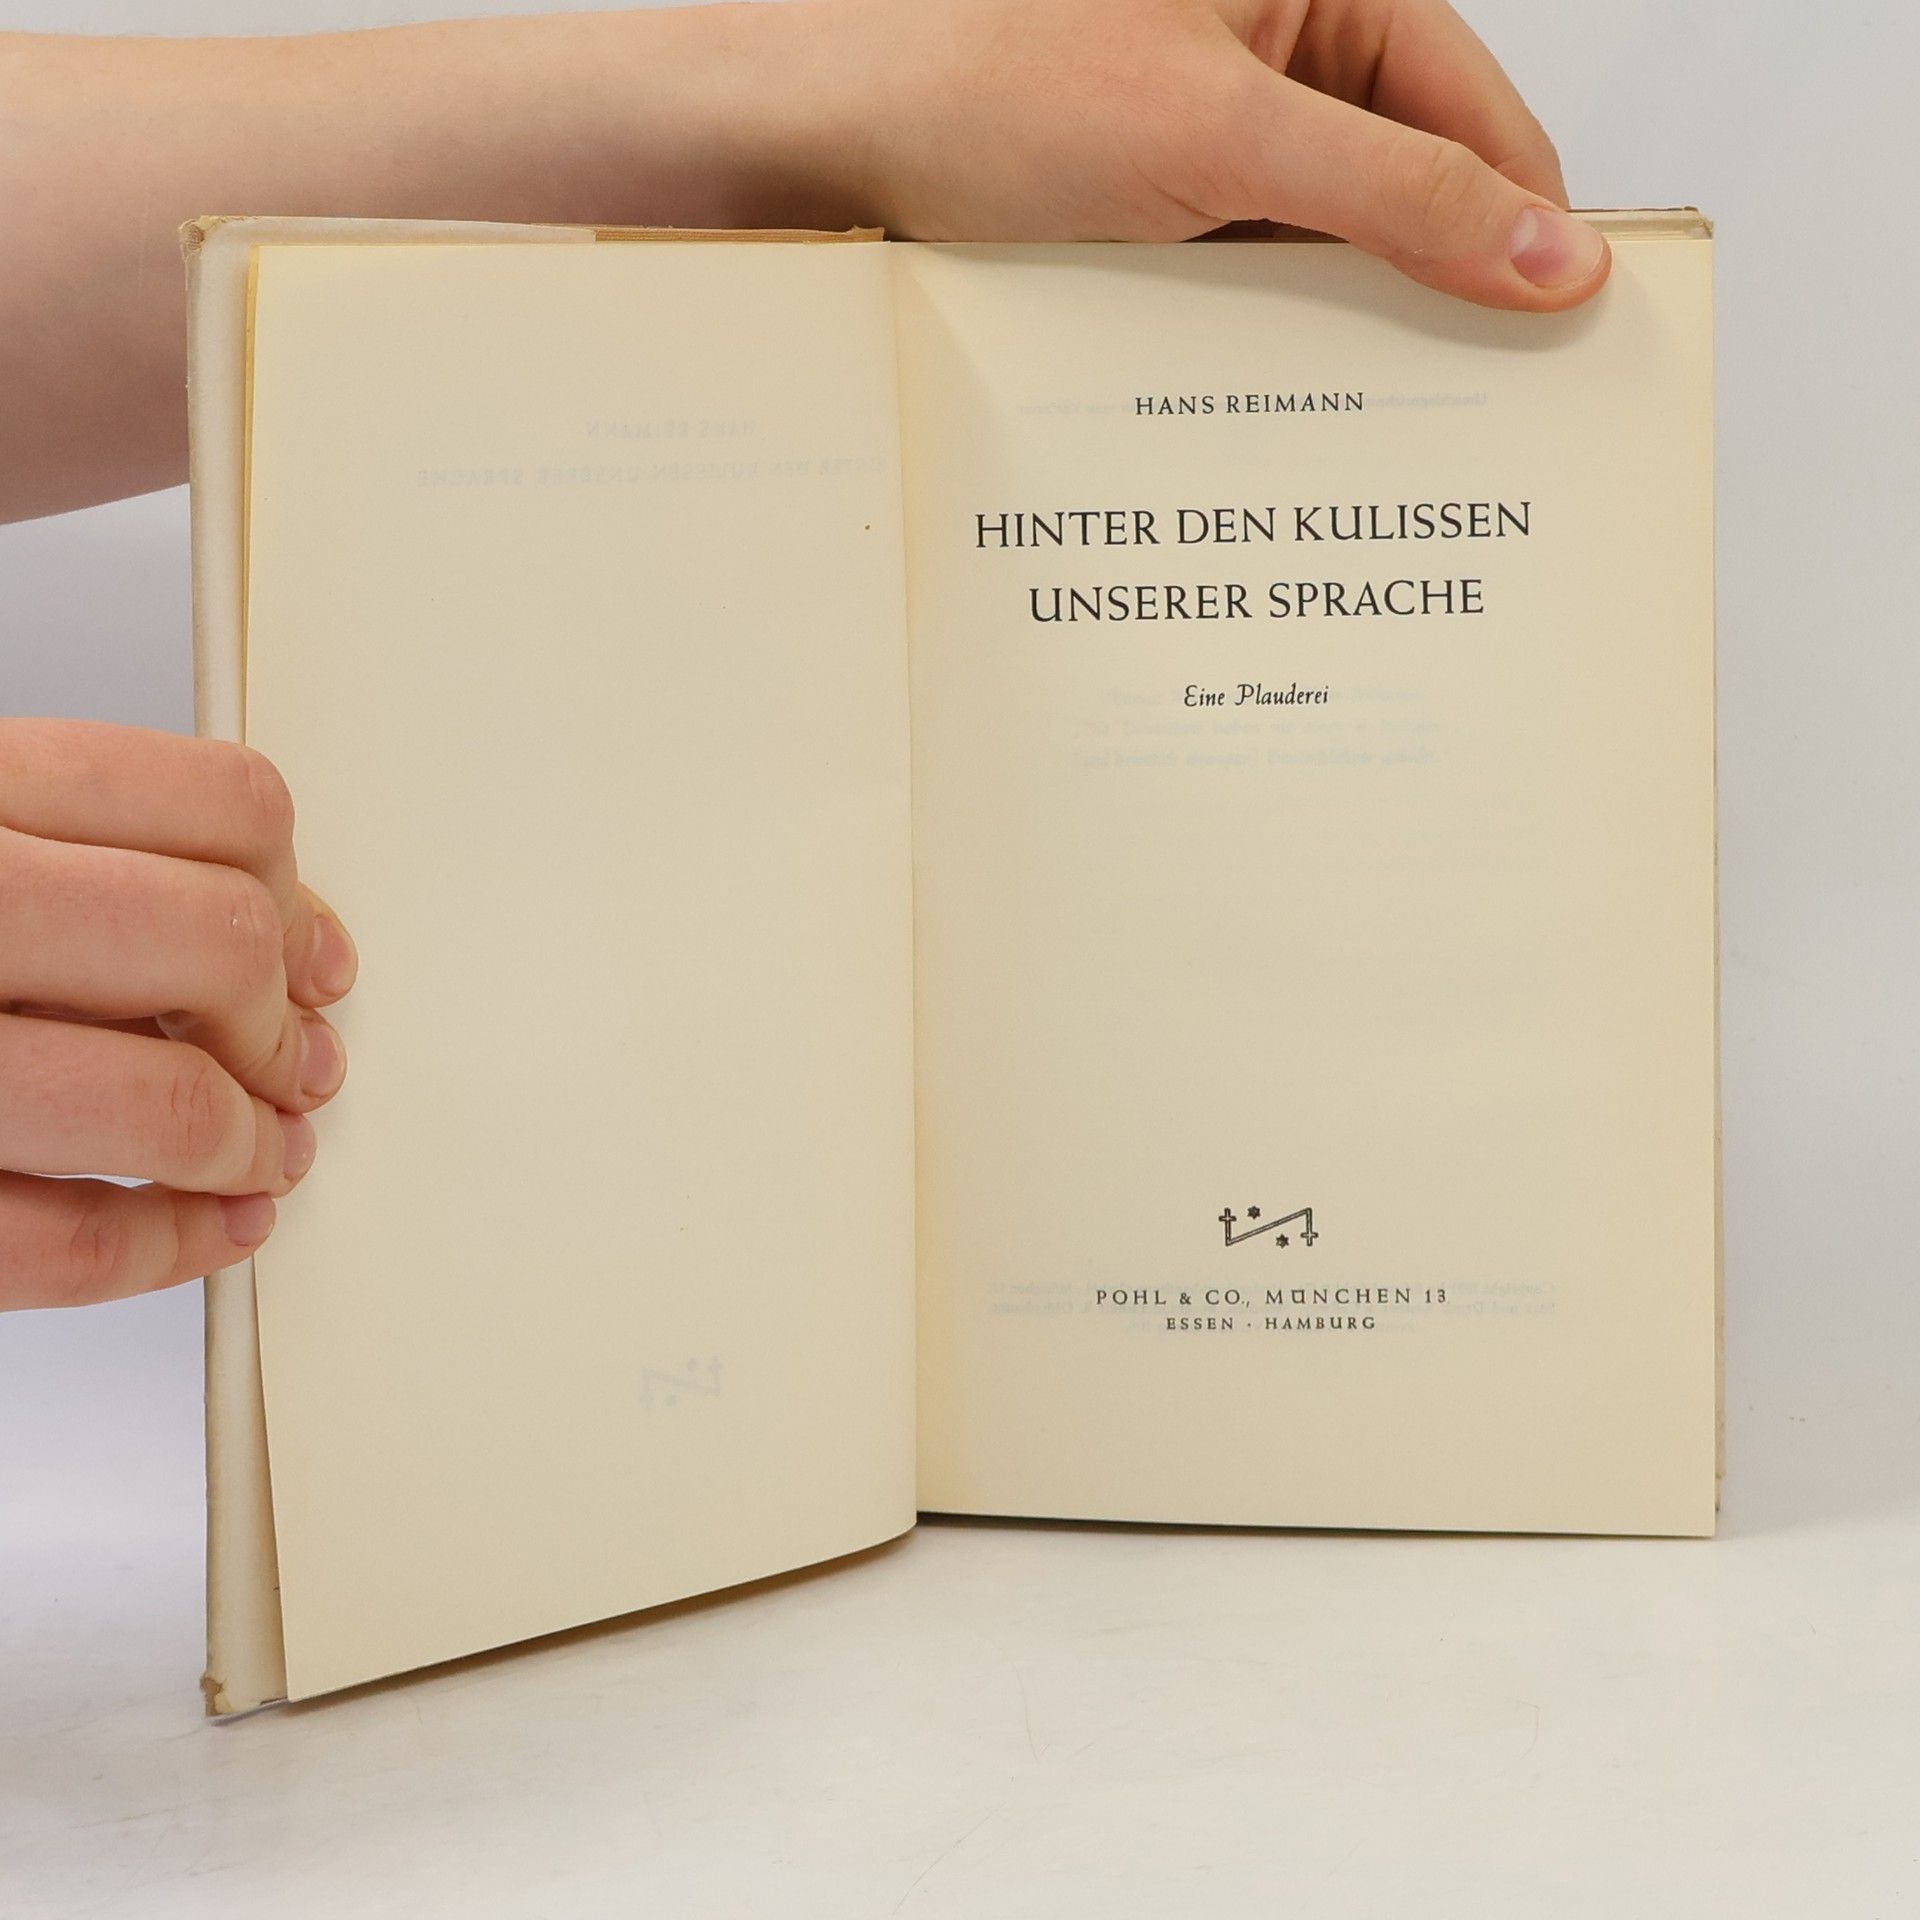 HANS REIMANN
HINTER DEN KULISSEN
UNSERER SPRACHE
Eine Plauderei
POHL & CO., MÜNCHEN 13
ESSEN · HAMBURG